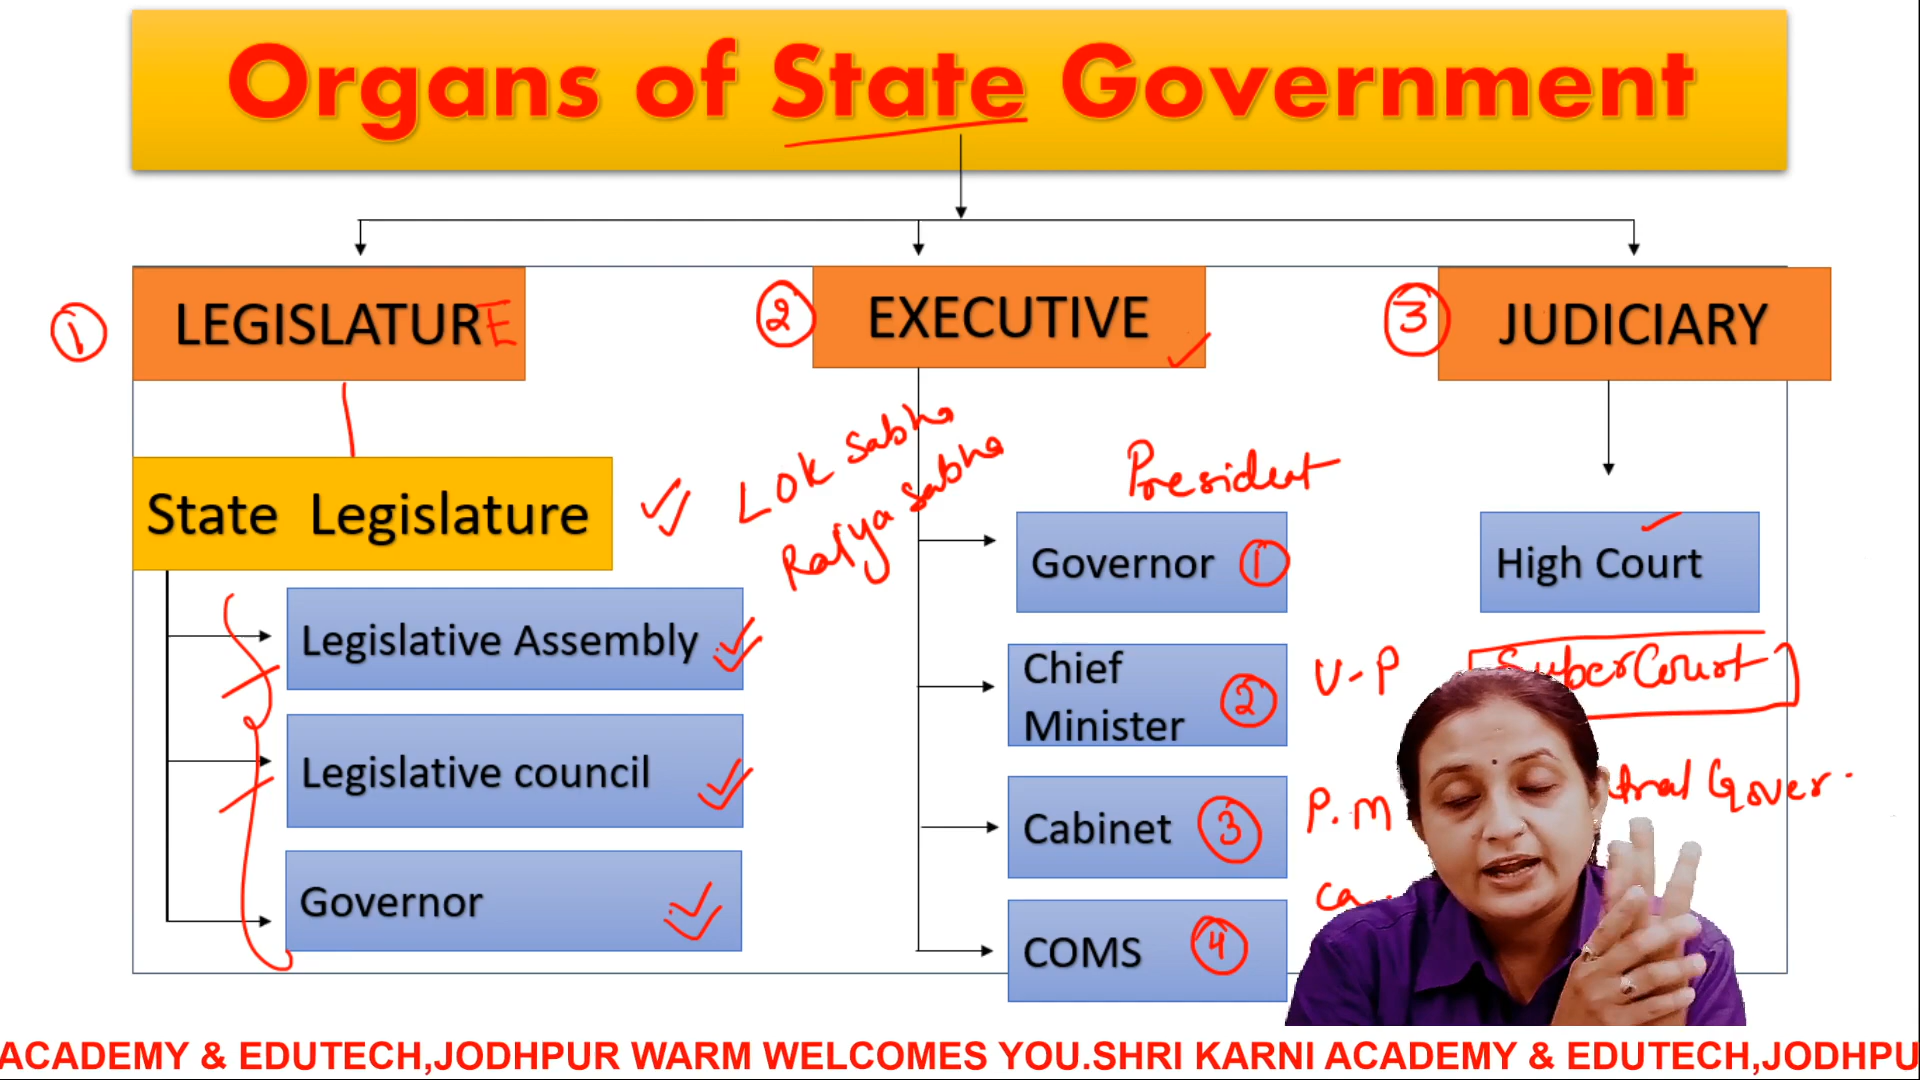 Organs of State Government
① LEGISLATURE
② EXECUTIVE
③ JUDICIARY
State Legislature
Lok Sabha
Rajya Sabha
President
Legislative Assembly
Legislative council
Governor
Governor ①
Chief Minister ②
Cabinet ③
COMS ④
V-P
P.M
High Court
Court
Gover.
ACADEMY & EDUTECH,JODHPUR WARM WELCOMES YOU.SHRI KARNI ACADEMY & EDUTECH,JODHPU